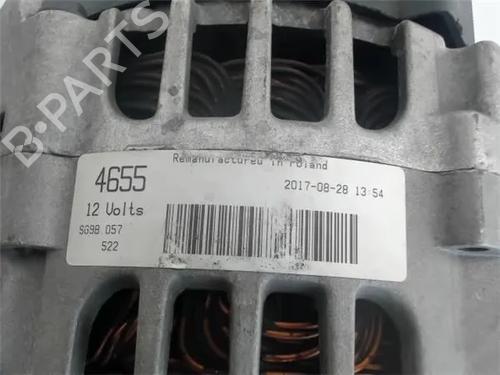 B-PARTS
Remanufactured in Poland
4655
2017-08-28 13:54
12 Volts
SG9B 057
522